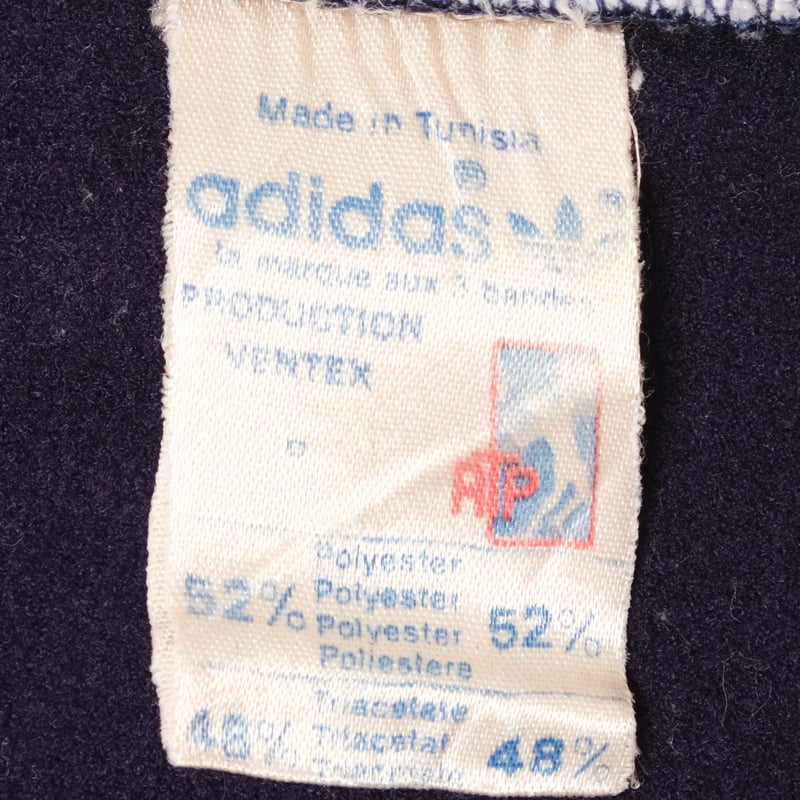 Made in Tunisia
adidas ®
la marque aux 3 bandes
PRODUCTION
VENTEX
ATP
Polyester
52% Polyester 52%
Polyester
Poliestere
Triacetate
48% Triacetat 48%